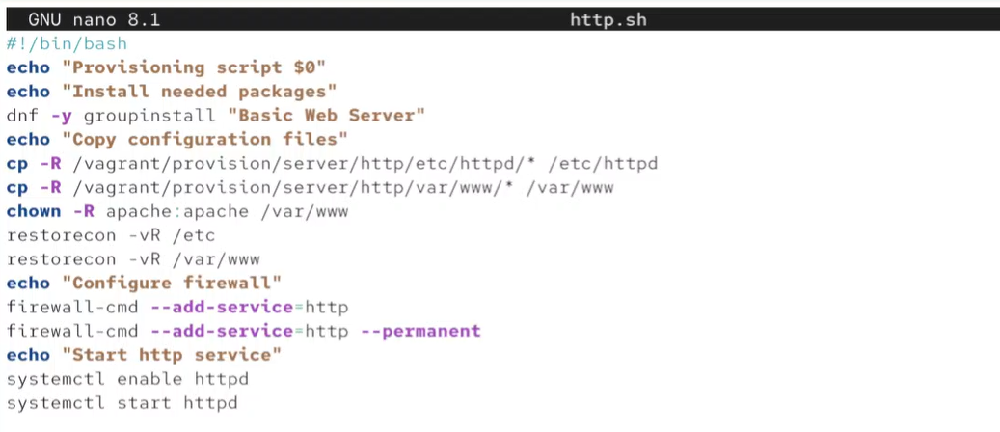 GNU nano 8.1 http.sh
#!/bin/bash
echo "Provisioning script $0"
echo "Install needed packages"
dnf -y groupinstall "Basic Web Server"
echo "Copy configuration files"
cp -R /vagrant/provision/server/http/etc/httpd/* /etc/httpd
cp -R /vagrant/provision/server/http/var/www/* /var/www
chown -R apache:apache /var/www
restorecon -vR /etc
restorecon -vR /var/www
echo "Configure firewall"
firewall-cmd --add-service=http
firewall-cmd --add-service=http --permanent
echo "Start http service"
systemctl enable httpd
systemctl start httpd